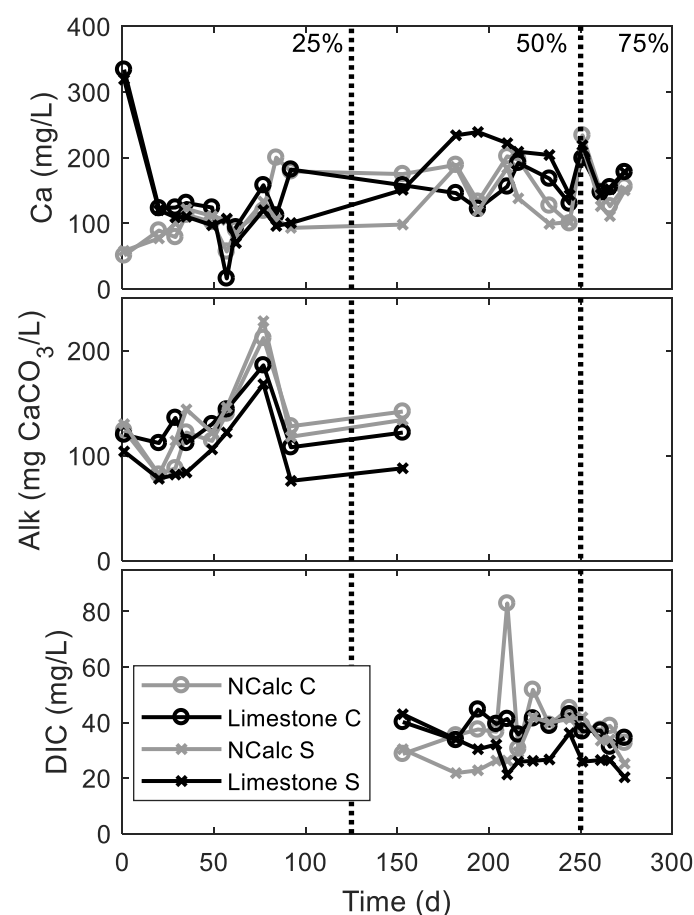 400
25%
50%
75%
300
200
100
0
Ca (mg/L)
200
100
0
Alk (mg CaCO3/L)
80
60
40
20
0
DIC (mg/L)
NCalc C
Limestone C
NCalc S
Limestone S
0 50 100 150 200 250 300
Time (d)